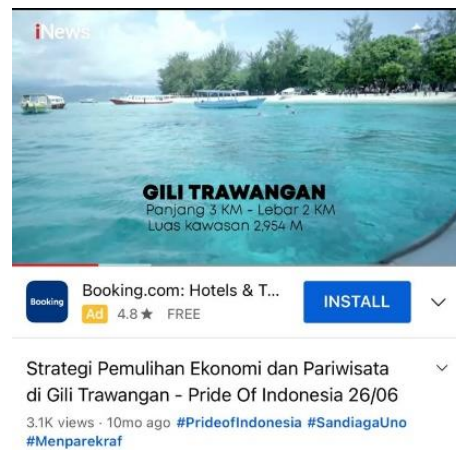 iNews
GILI TRAWANGAN
Panjang 3 KM - Lebar 2 KM
Luas kawasan 2,954 M
Booking
Booking.com: Hotels & T...
Ad 4.8★ FREE
INSTALL
Strategi Pemulihan Ekonomi dan Pariwisata
di Gili Trawangan - Pride Of Indonesia 26/06
3.1K views · 10mo ago #PrideofIndonesia #SandiagaUno
#Menparekraf